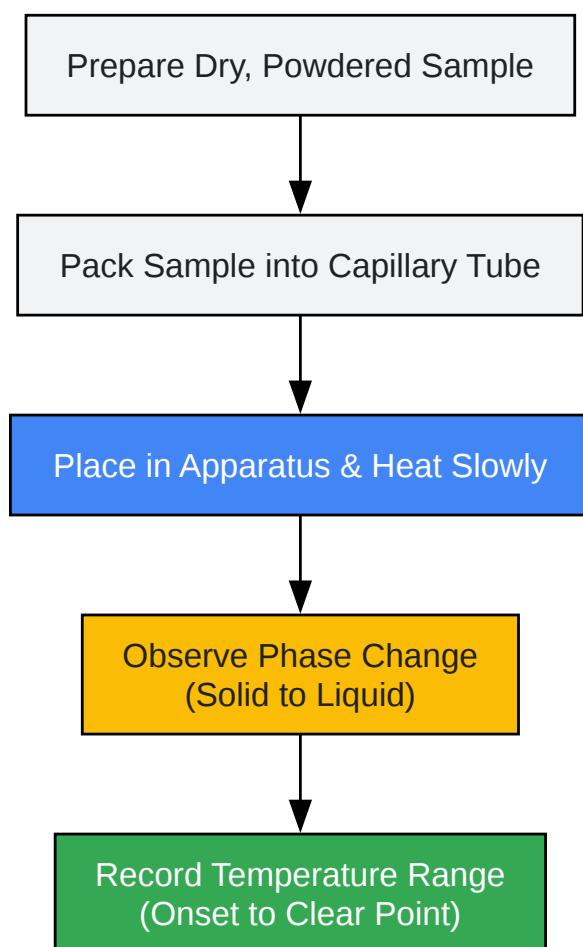 Prepare Dry, Powdered Sample
Pack Sample into Capillary Tube
Place in Apparatus & Heat Slowly
Observe Phase Change
(Solid to Liquid)
Record Temperature Range
(Onset to Clear Point)